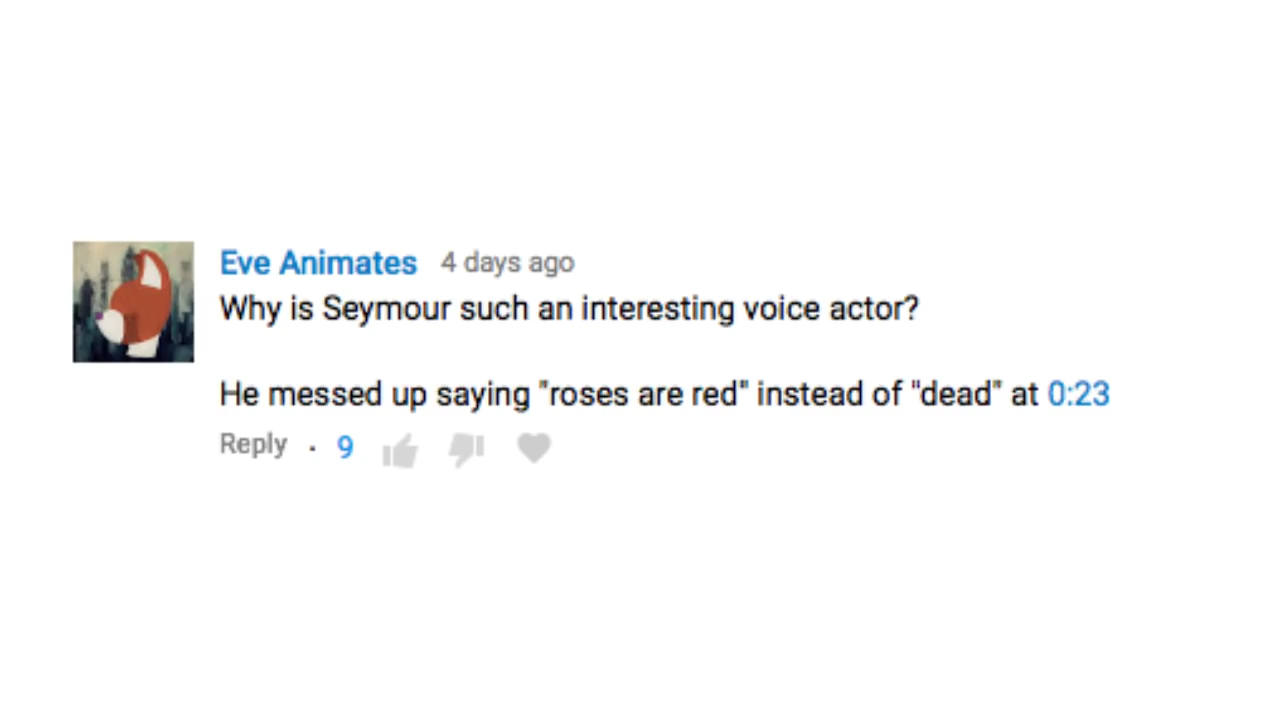 Eve Animates 4 days ago
Why is Seymour such an interesting voice actor?
He messed up saying "roses are red" instead of "dead" at 0:23
Reply · 9